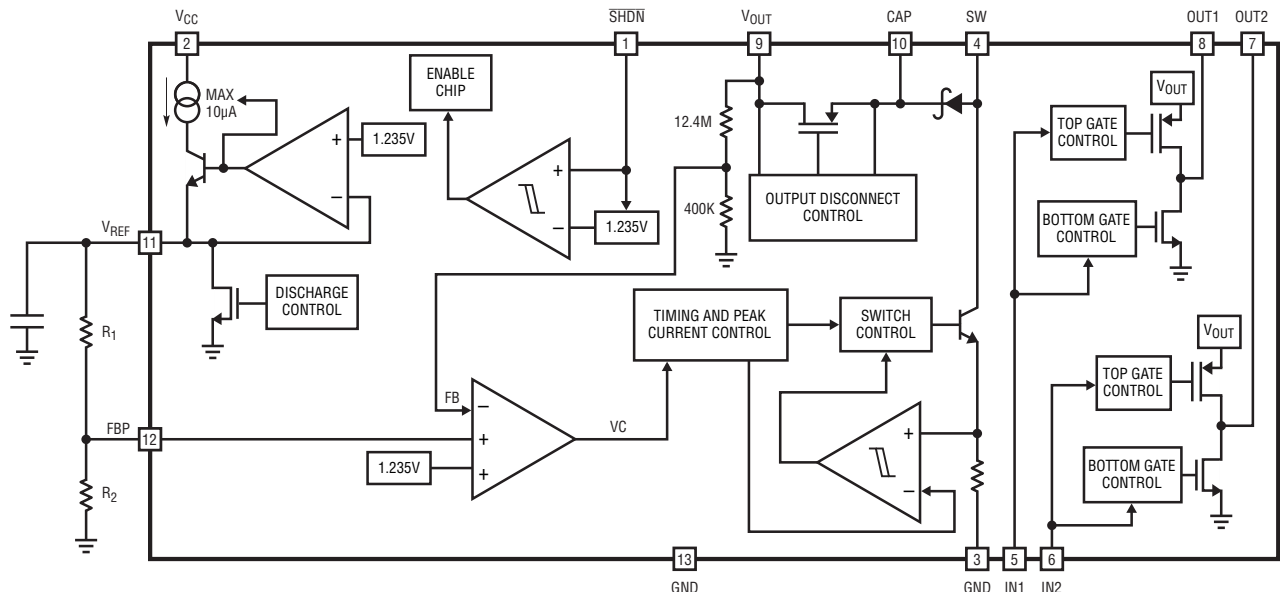 VCC
SHDN
VOUT
CAP
SW
OUT1
OUT2
2
1
9
10
4
8
7
MAX
10µA
ENABLE
CHIP
+
1.235V
−
+
−
1.235V
12.4M
400K
OUTPUT DISCONNECT
CONTROL
VOUT
TOP GATE
CONTROL
BOTTOM GATE
CONTROL
VREF
11
DISCHARGE
CONTROL
R1
TIMING AND PEAK
CURRENT CONTROL
SWITCH
CONTROL
VOUT
TOP GATE
CONTROL
BOTTOM GATE
CONTROL
FB
−
+
+
VC
FBP
12
1.235V
+
−
R2
13
GND
3
GND
5
IN1
6
IN2